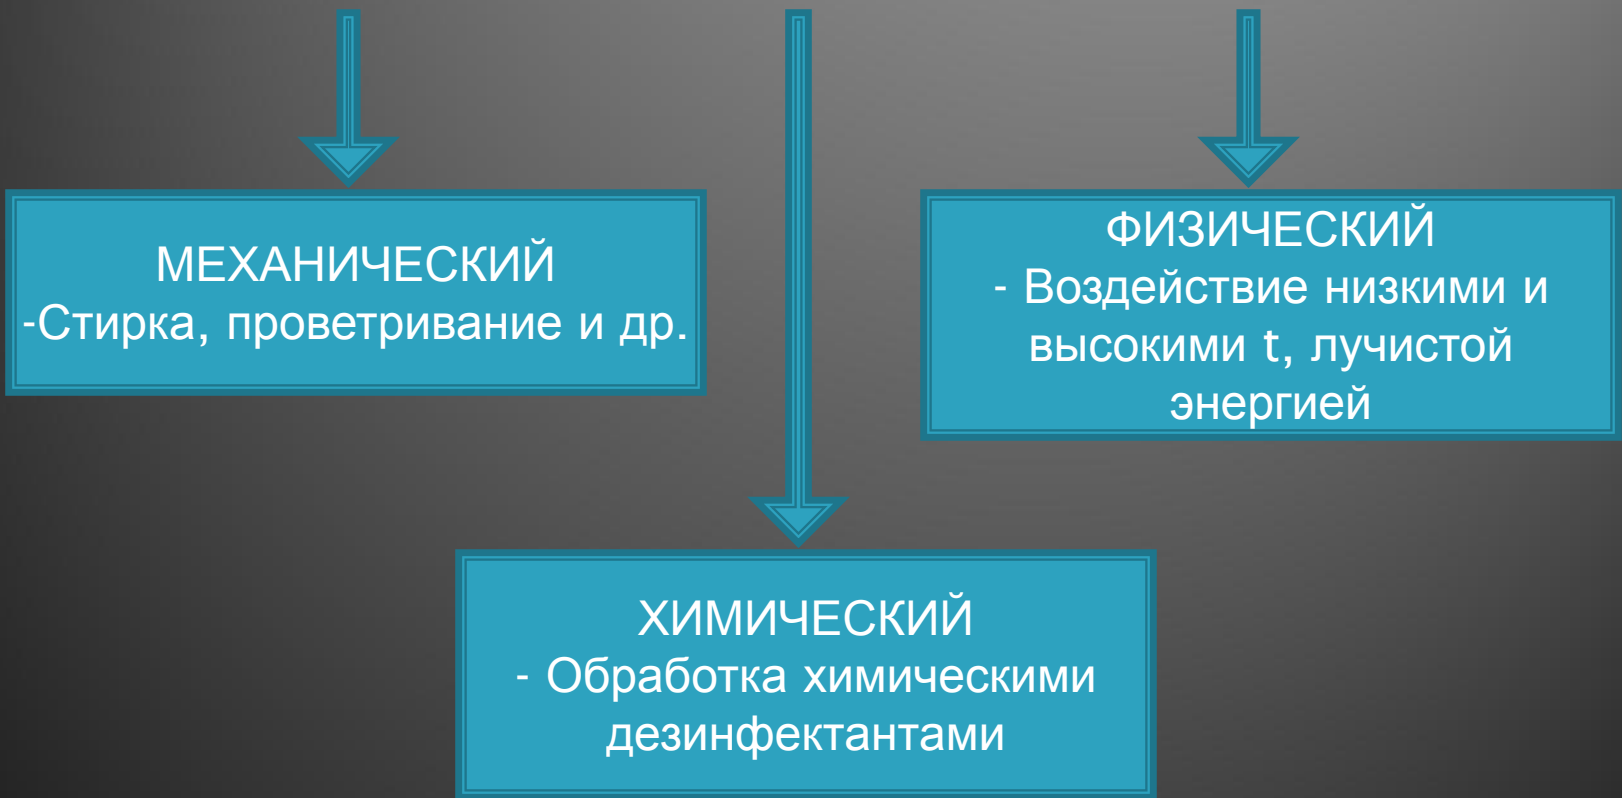 МЕХАНИЧЕСКИЙ
-Стирка, проветривание и др.
ФИЗИЧЕСКИЙ
- Воздействие низкими и
высокими t, лучистой
энергией
ХИМИЧЕСКИЙ
- Обработка химическими
дезинфектантами